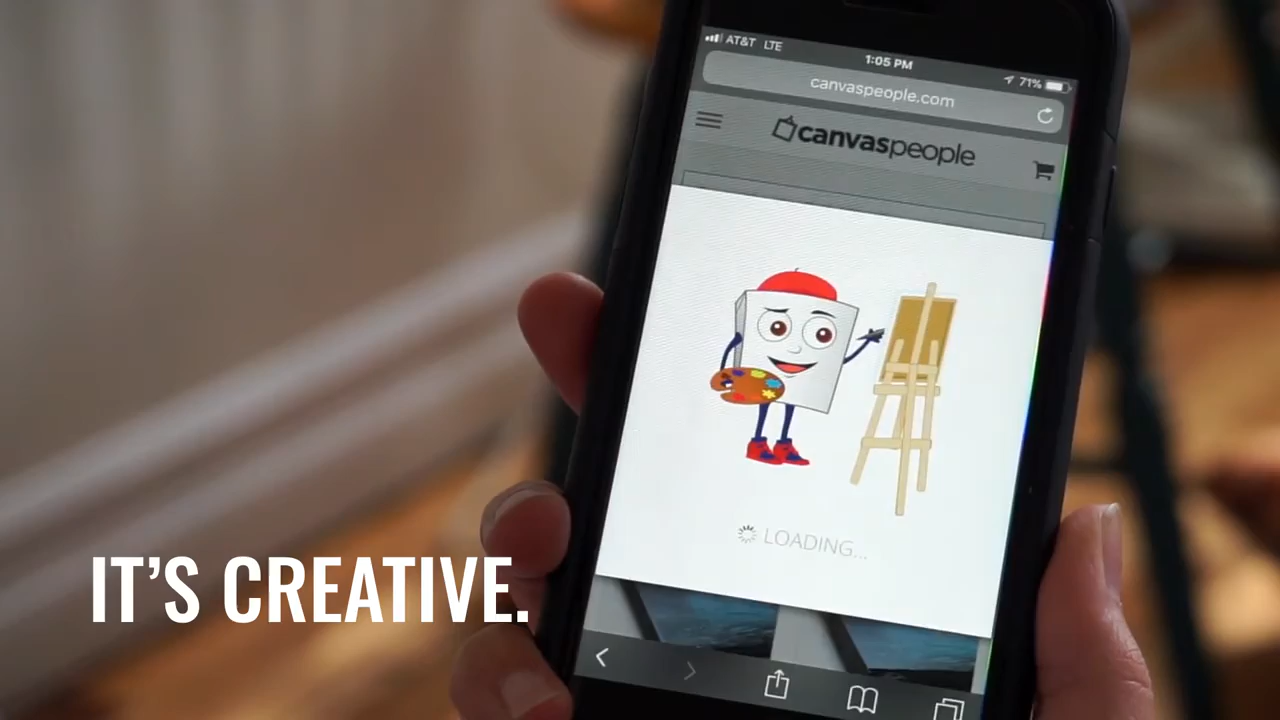 AT&T LTE 1:05 PM 71%
canvaspeople.com
canvaspeople
LOADING...
IT'S CREATIVE.